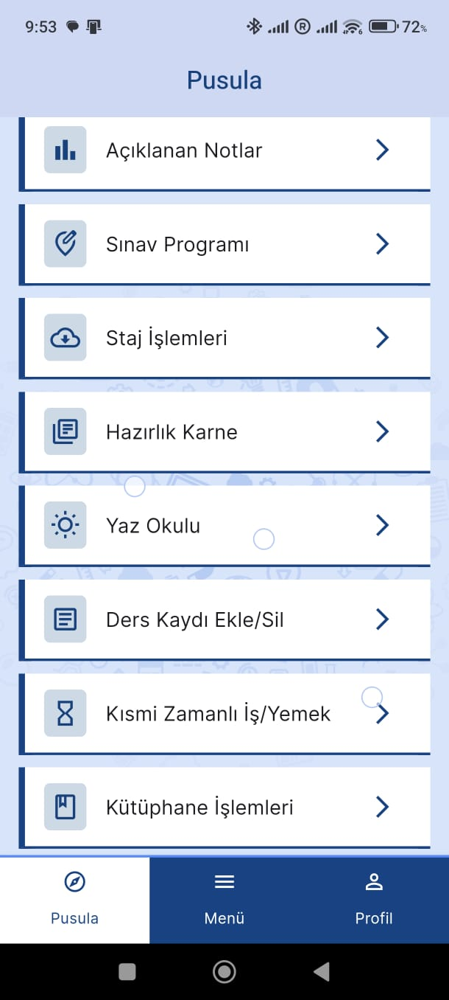 9:53
R
6
72%
Pusula
Açıklanan Notlar
Sınav Programı
Staj İşlemleri
Hazırlık Karne
Yaz Okulu
Ders Kaydı Ekle/Sil
Kısmi Zamanlı İş/Yemek
Kütüphane İşlemleri
Pusula
Menü
Profil